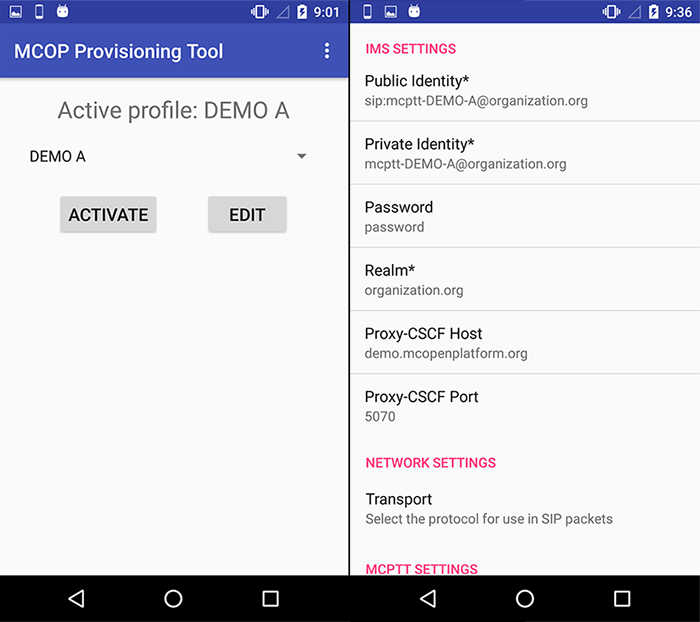 9:01
MCOP Provisioning Tool
Active profile: DEMO A
DEMO A
ACTIVATE
EDIT
9:36
IMS SETTINGS
Public Identity*
sip:mcptt-DEMO-A@organization.org
Private Identity*
mcptt-DEMO-A@organization.org
Password
password
Realm*
organization.org
Proxy-CSCF Host
demo.mcopenplatform.org
Proxy-CSCF Port
5070
NETWORK SETTINGS
Transport
Select the protocol for use in SIP packets
MCPTT SETTINGS